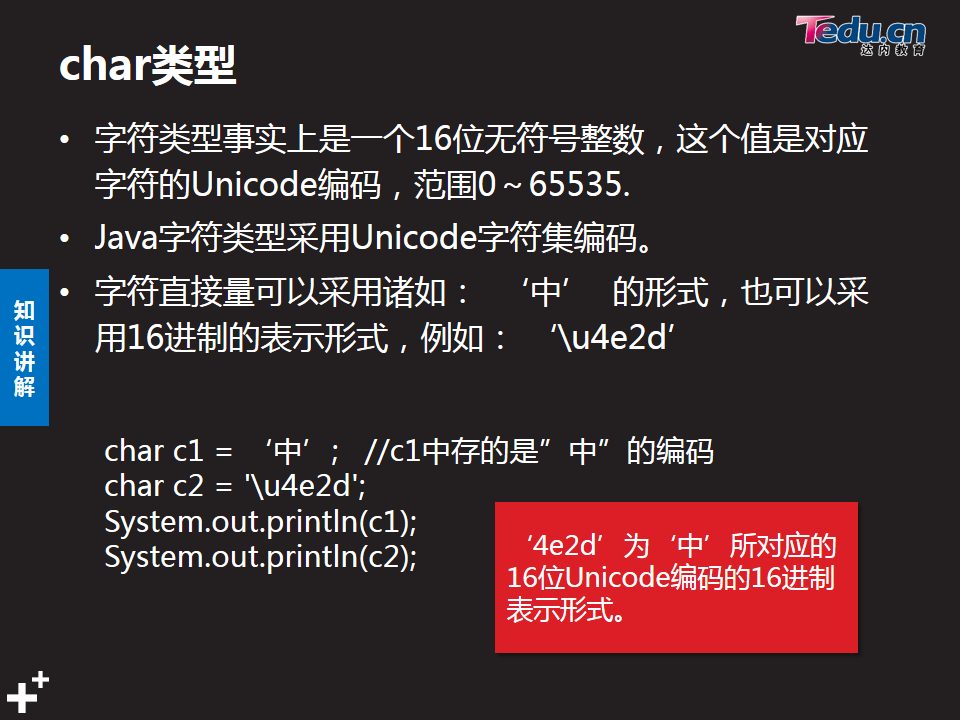 Tedu.cn
达内教育
char类型
• 字符类型事实上是一个16位无符号整数，这个值是对应
字符的Unicode编码，范围0～65535.
• Java字符类型采用Unicode字符集编码。
• 字符直接量可以采用诸如： ‘中’ 的形式，也可以采
用16进制的表示形式，例如： ‘\u4e2d’
知
识
讲
解
char c1 = ‘中’; //c1中存的是”中”的编码
char c2 = '\u4e2d';
System.out.println(c1);
System.out.println(c2);
‘4e2d’为‘中’所对应的
16位Unicode编码的16进制
表示形式。